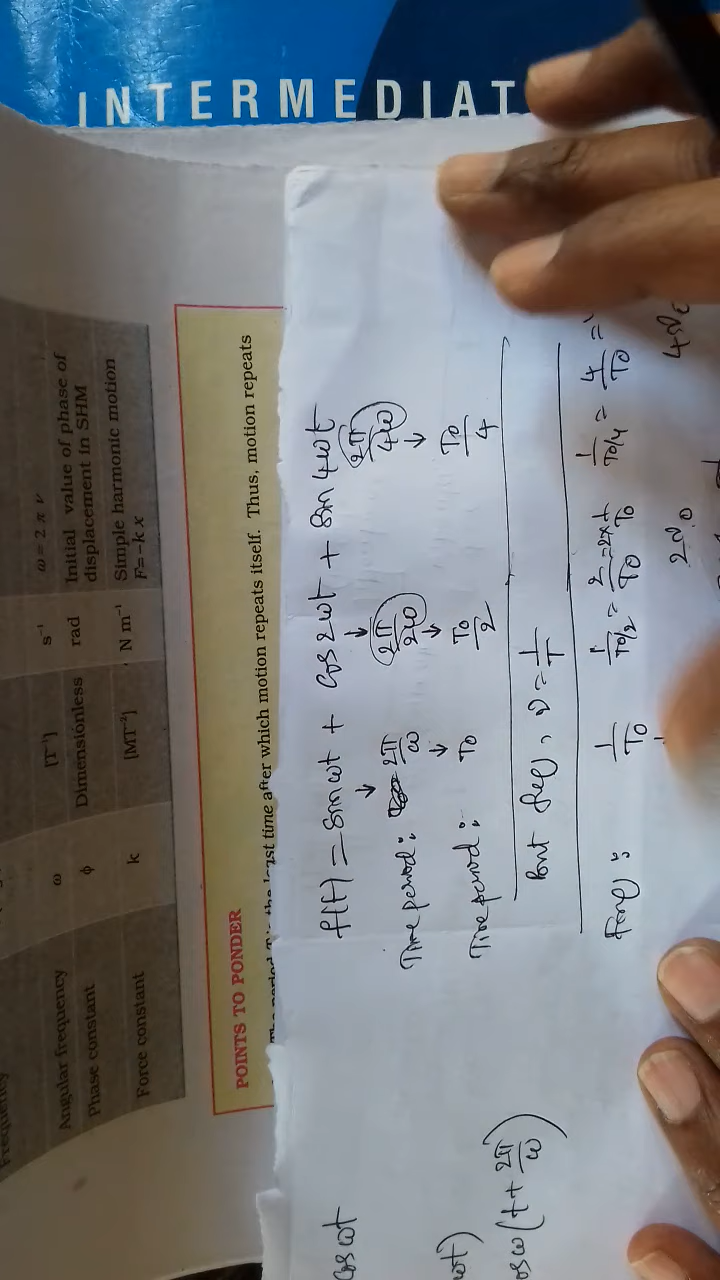 INTERMEDIAT
Angular frequency ω [T⁻¹] s⁻¹ ω = 2 π ν
Phase constant ϕ Dimensionless rad Initial value of phase of
displacement in SHM
Force constant k [MT⁻²] N m⁻¹ Simple harmonic motion
F = –k x
POINTS TO PONDER
time after which motion repeats itself. Thus, motion repeats
f(t) = sin ωt + cos 2ωt + sin 4ωt
Time period: 2π/ω 2π/2ω 2π/4ω
Time period: T0 T0/2 T0/4
But freq, ν = 1/T
Freq: 1/T0 1/T0/2 = 2/T0 = 2×1/T0 1/T0/4 = 4/T0 =
2ν0 4ν0
cos ωt
ωt)
cos ω(t + 2π/ω)